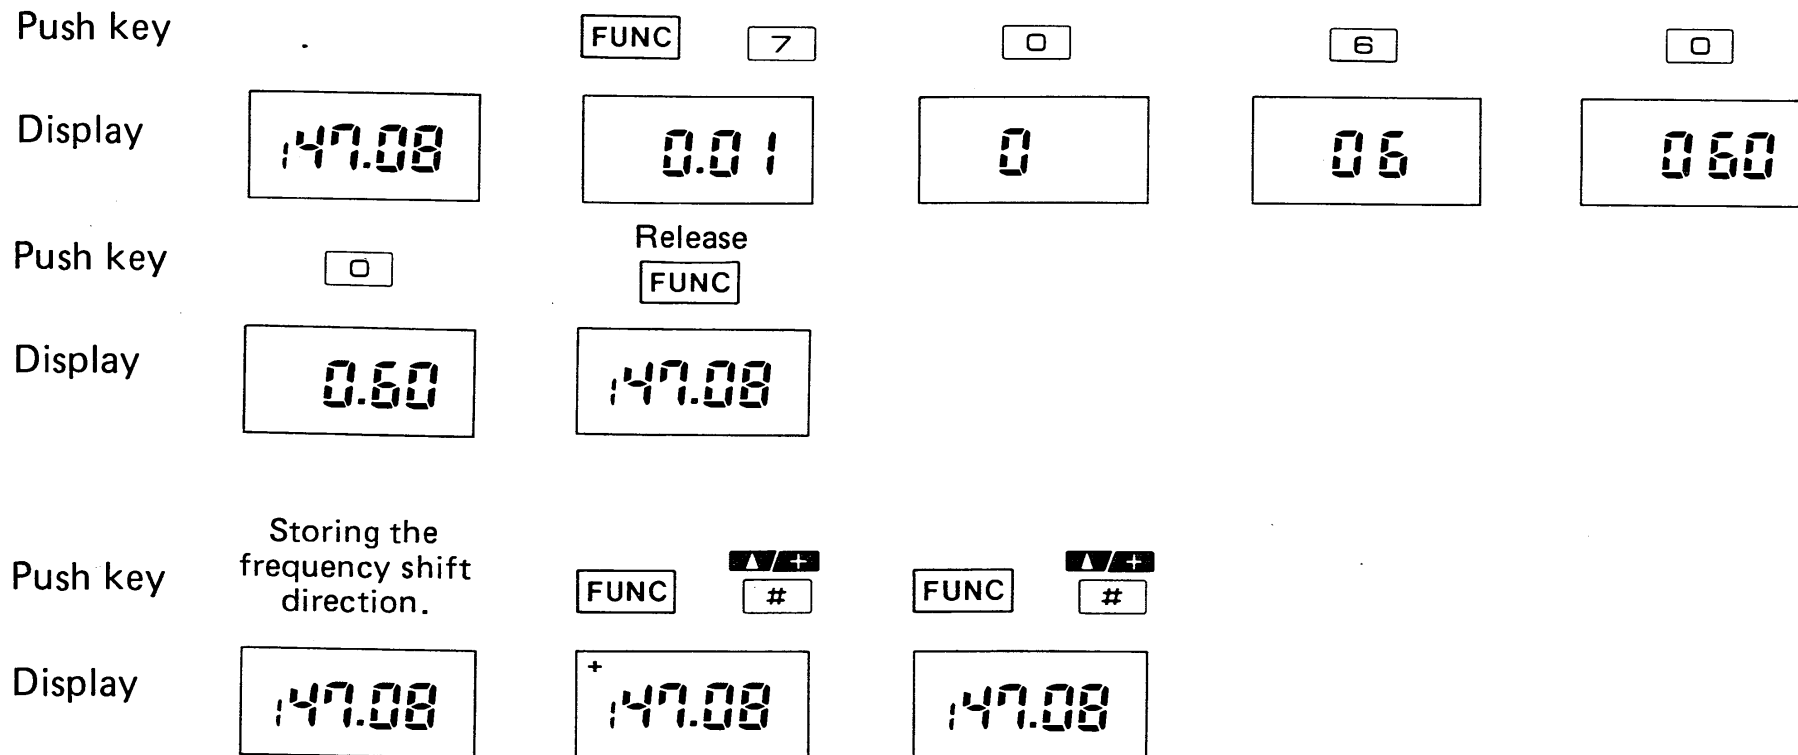 Push key FUNC 7 0 6 0
Display 147.08 0.01 0 06 060
Release
Push key 0 FUNC
Display 0.60 147.08
Storing the
frequency shift
direction.
▲/+ ▲/+
Push key FUNC # FUNC #
Display 147.08 + 147.08 147.08